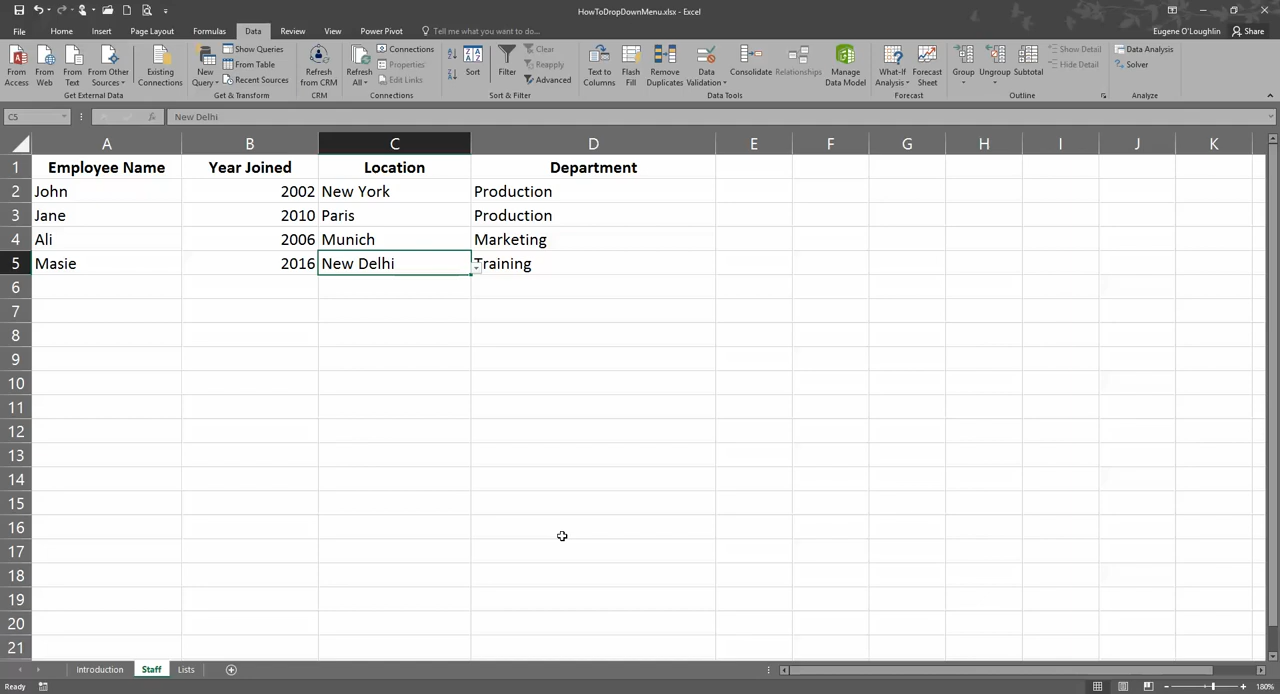 HowToDropDownMenu.xlsx - Excel
File Home Insert Page Layout Formulas Data Review View Power Pivot Tell me what you want to do... Eugene O'Loughlin Share
From Access
From Web
From Text
From Other Sources
Existing Connections
Get External Data
New Query
Show Queries
From Table
Recent Sources
Get & Transform
Refresh from CRM
CRM
Refresh All
Connections
Properties
Edit Links
Connections
Sort
Filter
Clear
Reapply
Advanced
Sort & Filter
Text to Columns
Flash Fill
Remove Duplicates
Data Validation
Consolidate
Relationships
Manage Data Model
Data Tools
What-If Analysis
Forecast Sheet
Forecast
Group
Ungroup
Subtotal
Show Detail
Hide Detail
Outline
Data Analysis
Solver
Analyze
C5 fx New Delhi
A B C D E F G H I J K
1 Employee Name Year Joined Location Department
2 John 2002 New York Production
3 Jane 2010 Paris Production
4 Ali 2006 Munich Marketing
5 Masie 2016 New Delhi Training
6
7
8
9
10
11
12
13
14
15
16
17
18
19
20
21
Introduction Staff Lists
Ready 180%